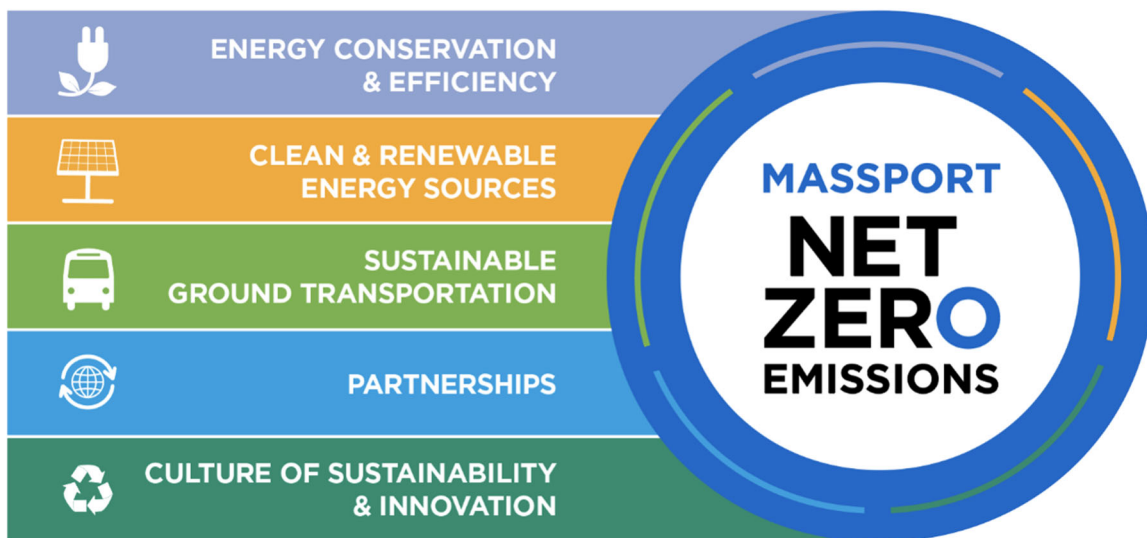 ENERGY CONSERVATION
& EFFICIENCY
CLEAN & RENEWABLE
ENERGY SOURCES
SUSTAINABLE
GROUND TRANSPORTATION
PARTNERSHIPS
CULTURE OF SUSTAINABILITY
& INNOVATION
MASSPORT
NET
ZERO
EMISSIONS